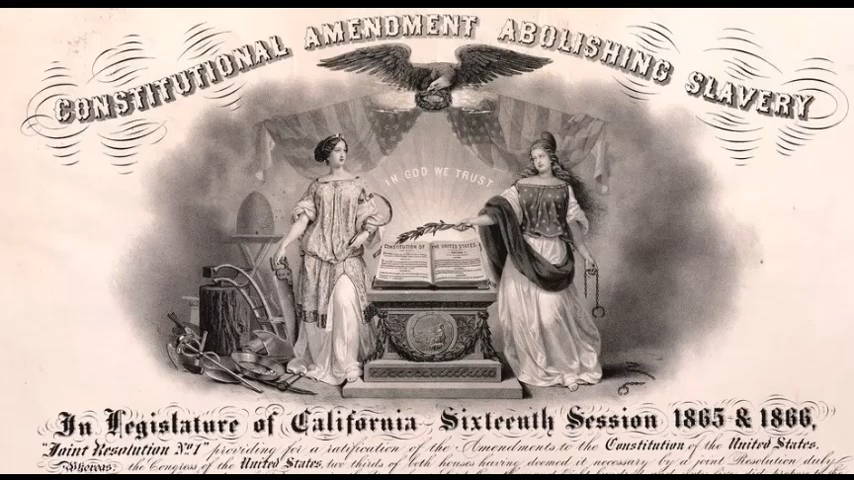 CONSTITUTIONAL AMENDMENT ABOLISHING SLAVERY
IN GOD WE TRUST
CONSTITUTION OF THE UNITED STATES.
In Legislature of California Sixteenth Session 1865 & 1866,
"Joint Resolution No. 1" providing for a ratification of the Amendments to the Constitution of the United States.
Whereas, the Congress of the United States, two thirds of both houses having deemed it necessary by a joint Resolution duly